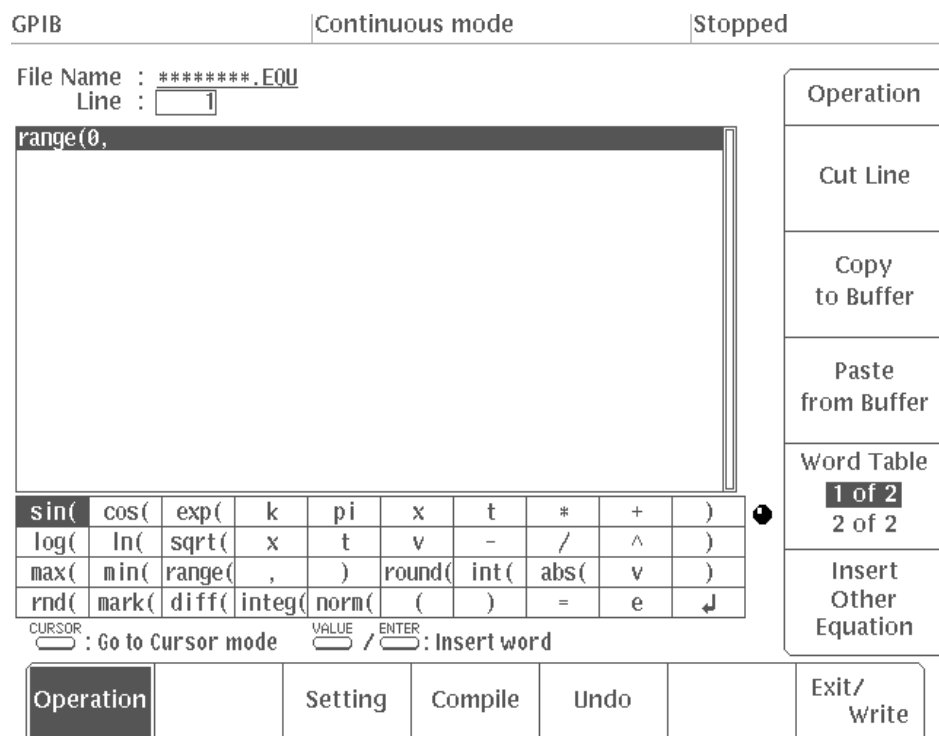 GPIB Continuous mode Stopped
File Name : ********.EQU
Line : 1
range(0,
sin( cos( exp( k pi x t * + )
log( ln( sqrt( x t v - / ^ )
max( min( range( , ) round( int( abs( v )
rnd( mark( diff( integ( norm( ( ) = e ↲
CURSOR : Go to Cursor mode VALUE / ENTER : Insert word
Operation
Cut Line
Copy
to Buffer
Paste
from Buffer
Word Table
1 of 2
2 of 2
Insert
Other
Equation
Operation Setting Compile Undo Exit/
Write